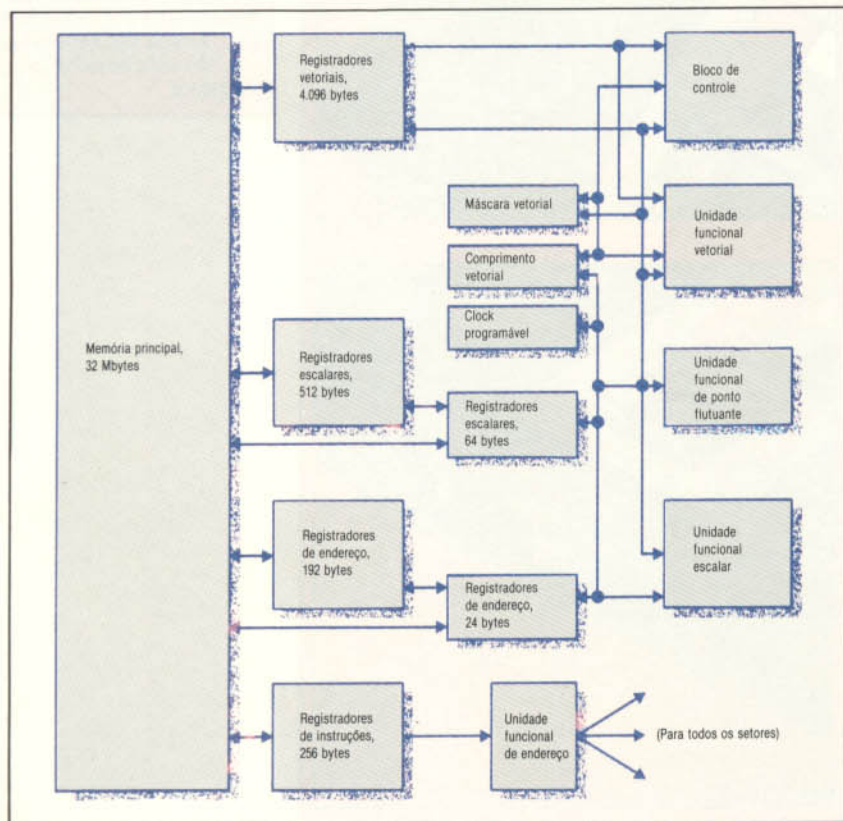 Memória principal,
32 Mbytes
Registradores
vetoriais,
4.096 bytes
Bloco de
controle
Máscara vetorial
Comprimento
vetorial
Clock
programável
Unidade
funcional
vetorial
Registradores
escalares,
512 bytes
Registradores
escalares,
64 bytes
Unidade
funcional
de ponto
flutuante
Registradores
de endereço,
192 bytes
Registradores
de endereço,
24 bytes
Unidade
funcional
escalar
Registradores
de instruções,
256 bytes
Unidade
funcional
de endereço
(Para todos os setores)